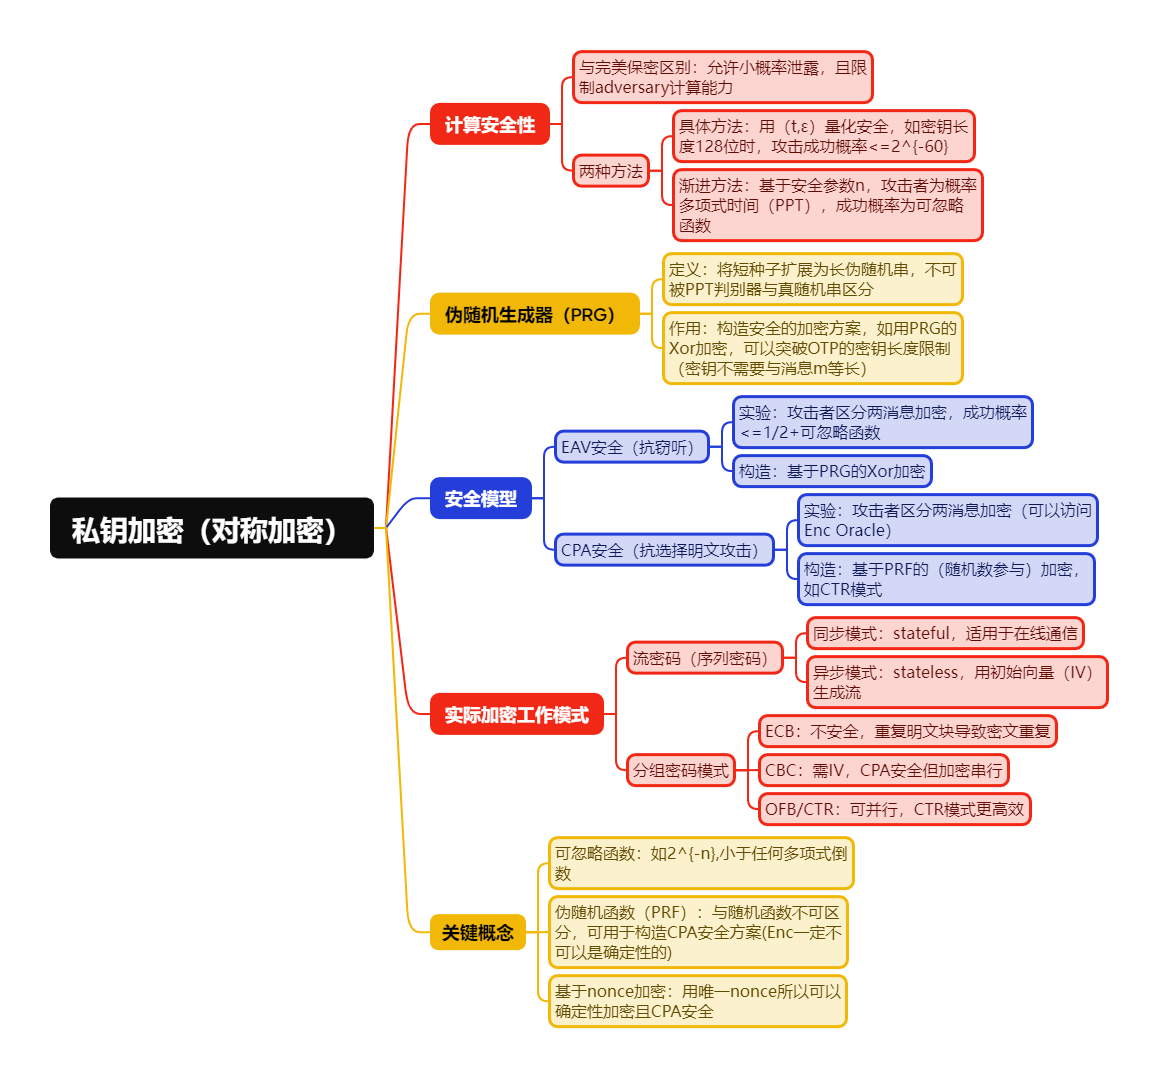 私钥加密（对称加密）
计算安全性
与完美保密区别：允许小概率泄露，且限
制adversary计算能力
两种方法
具体方法：用（t,ε）量化安全，如密钥长
度128位时，攻击成功概率<=2^{-60}
渐进方法：基于安全参数n，攻击者为概率
多项式时间（PPT），成功概率为可忽略
函数
伪随机生成器（PRG）
定义：将短种子扩展为长伪随机串，不可
被PPT判别器与真随机串区分
作用：构造安全的加密方案，如用PRG的
Xor加密，可以突破OTP的密钥长度限制
（密钥不需要与消息m等长）
安全模型
EAV安全（抗窃听）
实验：攻击者区分两消息加密，成功概率
<=1/2+可忽略函数
构造：基于PRG的Xor加密
CPA安全（抗选择明文攻击）
实验：攻击者区分两消息加密（可以访问
Enc Oracle）
构造：基于PRF的（随机数参与）加密，
如CTR模式
实际加密工作模式
流密码（序列密码）
同步模式：stateful，适用于在线通信
异步模式：stateless，用初始向量（IV）
生成流
分组密码模式
ECB：不安全，重复明文块导致密文重复
CBC：需IV，CPA安全但加密串行
OFB/CTR：可并行，CTR模式更高效
关键概念
可忽略函数：如2^{-n},小于任何多项式倒
数
伪随机函数（PRF）：与随机函数不可区
分，可用于构造CPA安全方案(Enc一定不
可以是确定性的)
基于nonce加密：用唯一nonce所以可以
确定性加密且CPA安全